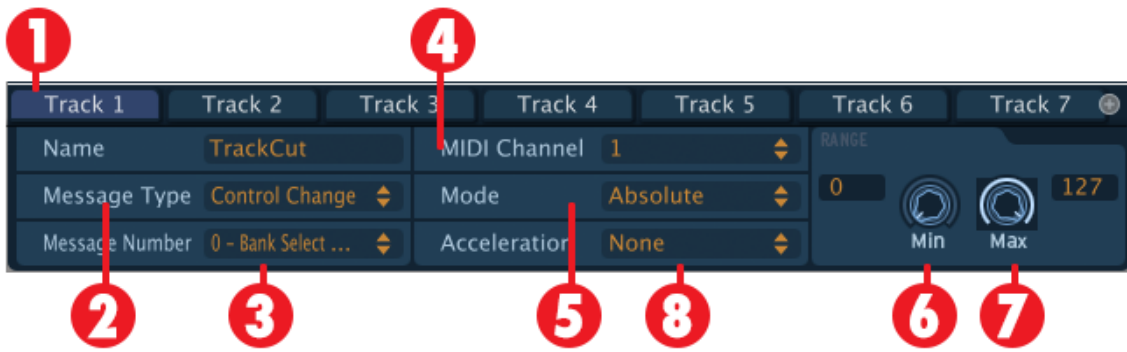 1 4
Track 1 Track 2 Track 3 Track 4 Track 5 Track 6 Track 7
Name TrackCut MIDI Channel 1 RANGE
Message Type Control Change Mode Absolute 0 127
Message Number 0 – Bank Select ... Acceleration None Min Max
2 3 5 8 6 7